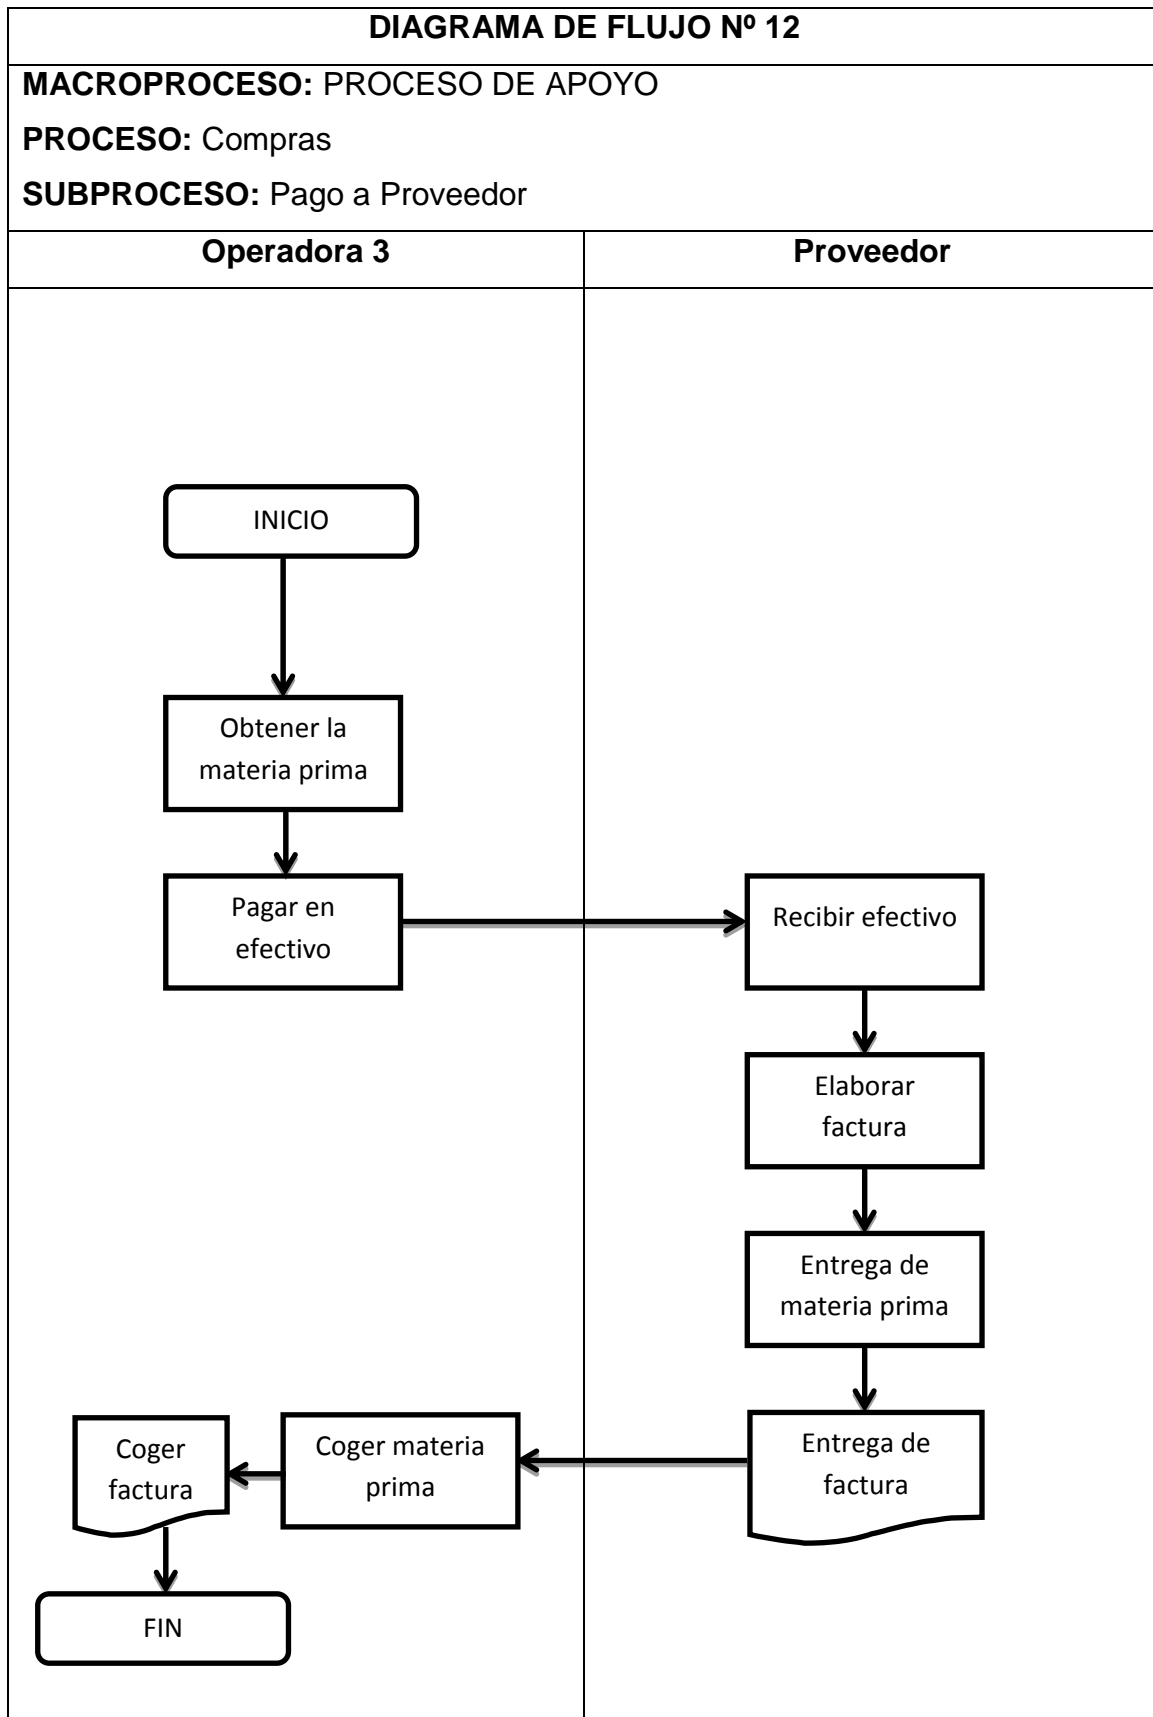 DIAGRAMA DE FLUJO Nº 12
MACROPROCESO: PROCESO DE APOYO
PROCESO: Compras
SUBPROCESO: Pago a Proveedor
Operadora 3
Proveedor
INICIO
Obtener la
materia prima
Pagar en
efectivo
Recibir efectivo
Elaborar
factura
Entrega de
materia prima
Entrega de
factura
Coger materia
prima
Coger
factura
FIN